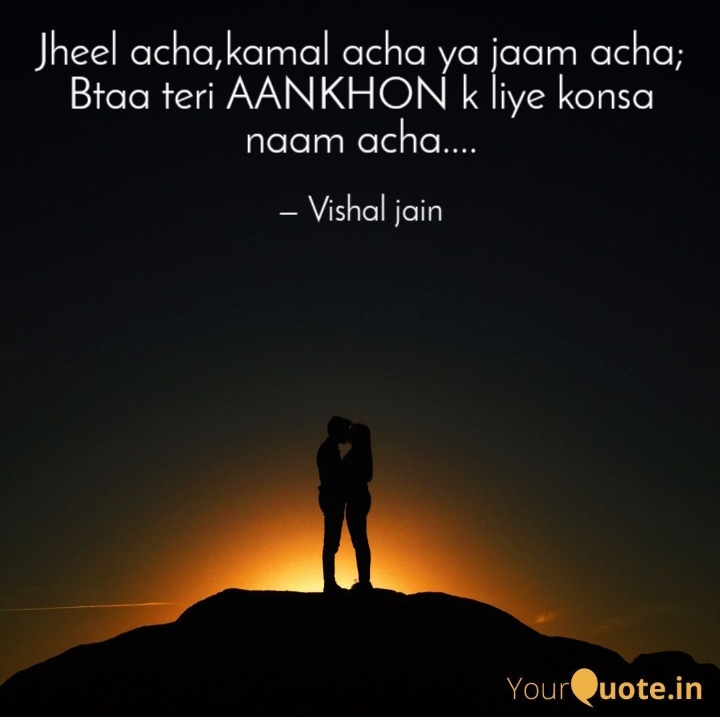 Jheel acha,kamal acha ya jaam acha;
Btaa teri AANKHON k liye konsa
naam acha....
– Vishal jain
YourQuote.in